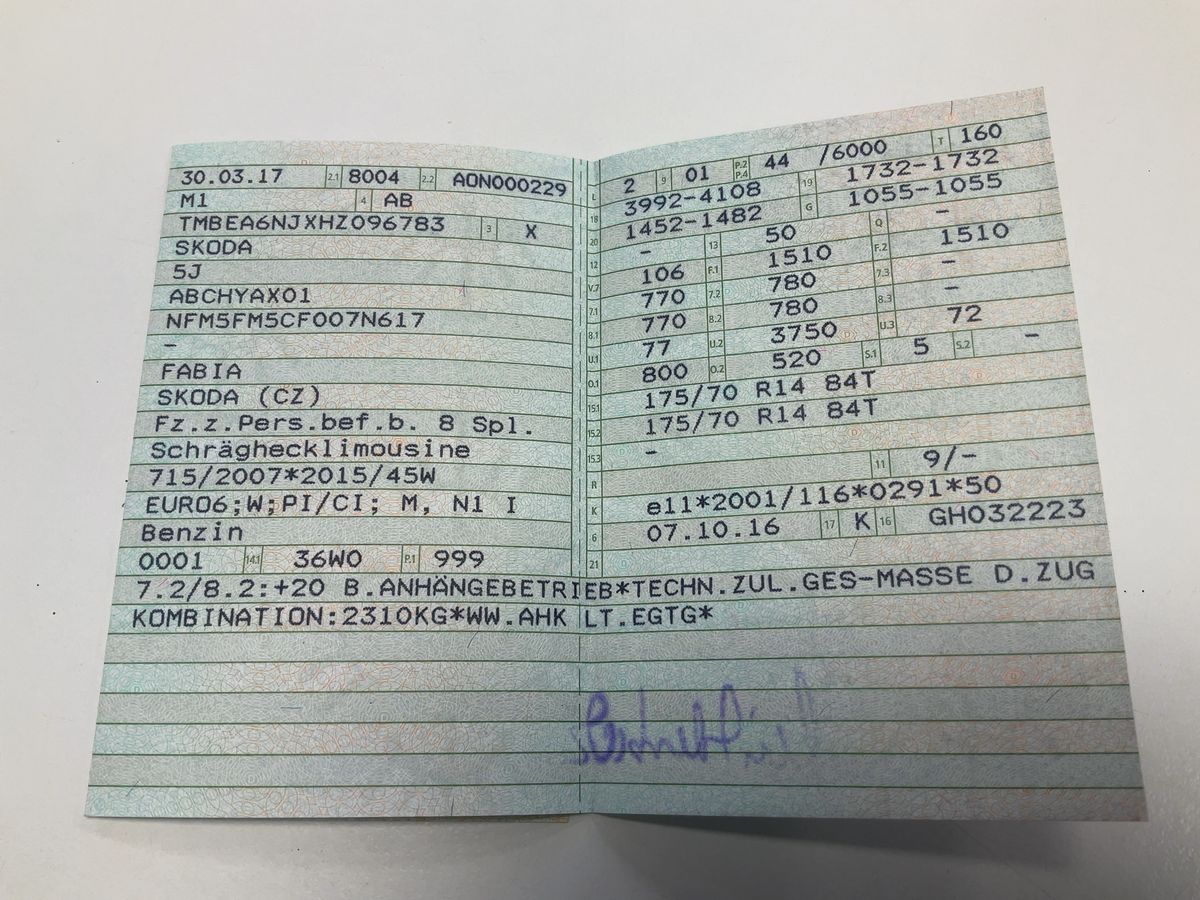 30.03.17 2.1 8004 2.2 AON000229
M1 4 AB
TMBEA6NJXHZ096783 3 X
SKODA
5J
ABCHYAX01
NFM5FM5CF007N617
–
FABIA
SKODA (CZ)
Fz.z.Pers.bef.b. 8 Spl.
Schräghecklimousine
715/2007*2015/45W
EURO6;W;PI/CI; M, N1 I
Benzin
0001 14.1 36W0 P.1 999
L 2 9 01 P.2 P.4 44 /6000 T 160
18 3992-4108 19 1732-1732
20 1452-1482 G 1055-1055
12 – 13 50 Q –
V.7 106 F.1 1510 F.2 1510
7.1 770 7.2 780 7.3 –
8.1 770 8.2 780 8.3 –
U.1 77 U.2 3750 U.3 72
O.1 800 O.2 520 S.1 5 S.2 –
15.1 175/70 R14 84T
15.2 175/70 R14 84T
15.3 –
R 11 9/-
K e11*2001/116*0291*50
6 07.10.16 17 K 16 GH032223
21
7.2/8.2:+20 B.ANHÄNGEBETRIEB*TECHN.ZUL.GES-MASSE D.ZUG
KOMBINATION:2310KG*WW.AHK LT.EGTG*